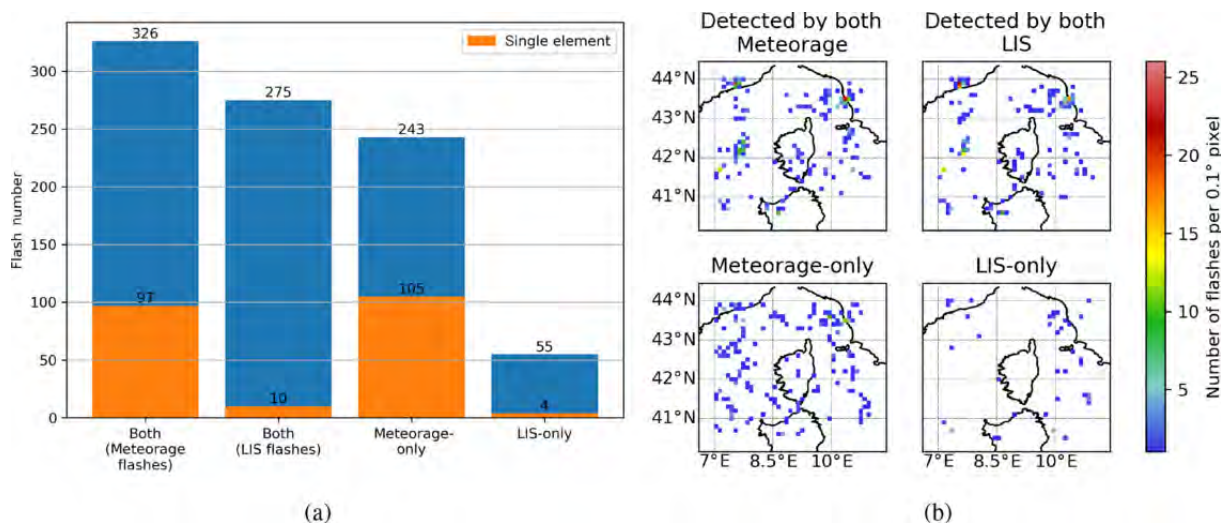 326
Single element
300
275
250
243
200
Flash number
150
100
97
105
50
55
10
4
0
Both
(Meteorage
flashes)
Both
(LIS flashes)
Meteorage-
only
LIS-only
(a)
Detected by both
Meteorage
Detected by both
LIS
44°N
43°N
42°N
41°N
Meteorage-only
LIS-only
44°N
43°N
42°N
41°N
7°E
8.5°E
10°E
7°E
8.5°E
10°E
25
20
15
10
5
Number of flashes per 0.1° pixel
(b)